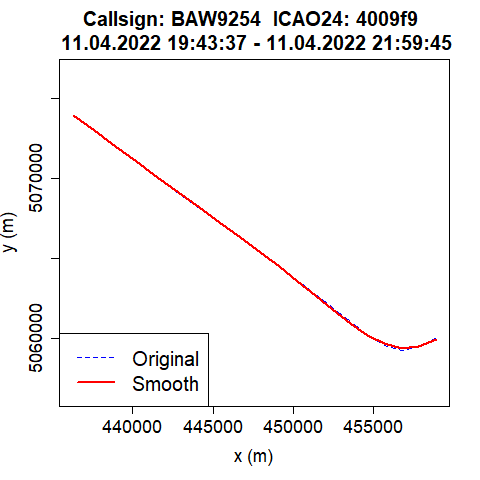 Callsign: BAW9254  ICAO24: 4009f9
11.04.2022 19:43:37 - 11.04.2022 21:59:45
5070000
5060000
y (m)
Original
Smooth
440000
445000
450000
455000
x (m)